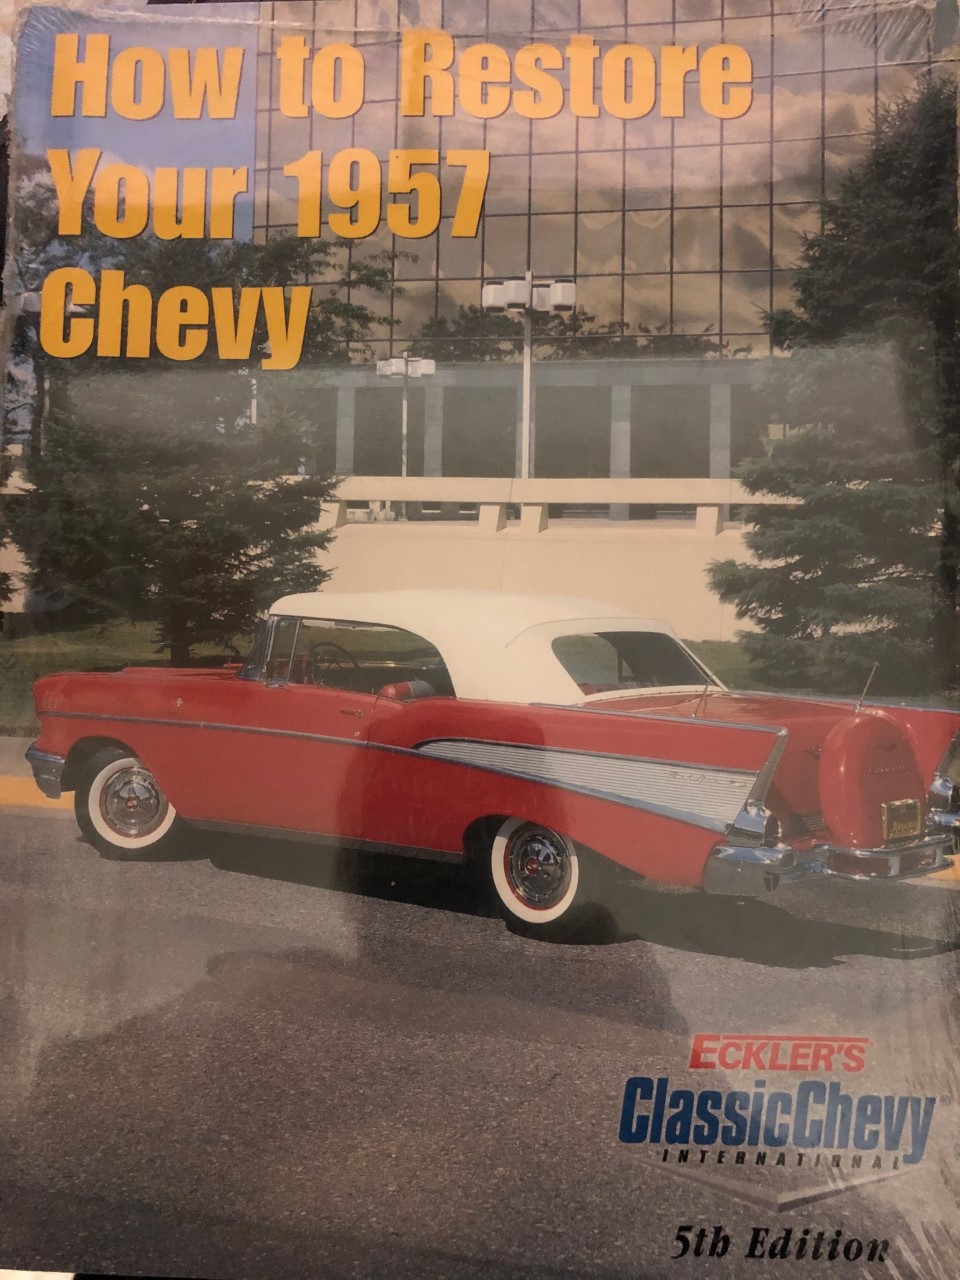 How to Restore
Your 1957
Chevy
ECKLER'S
ClassicChevy
INTERNATIONAL
5th Edition